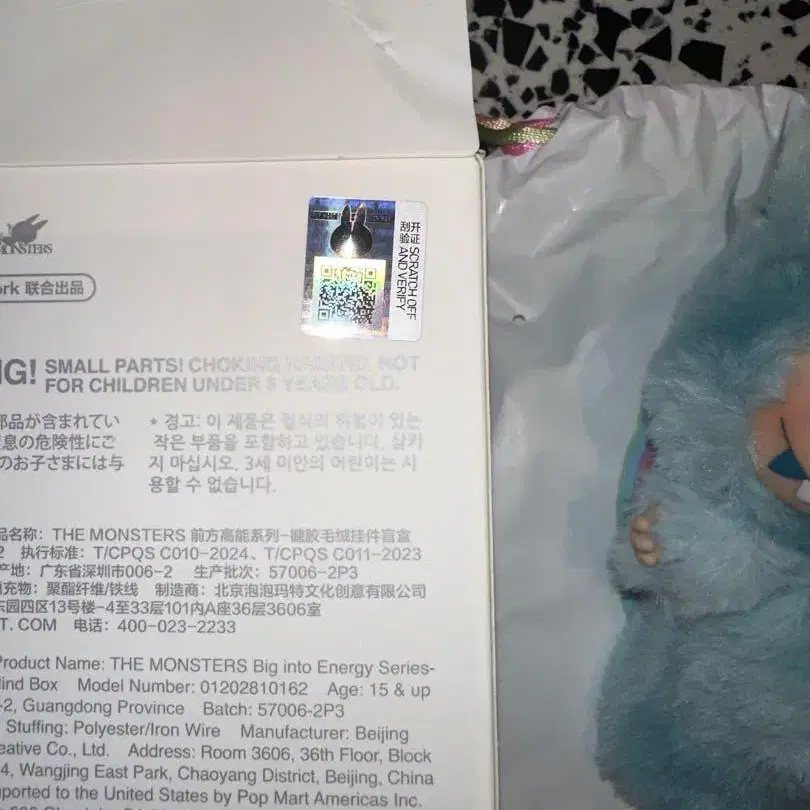 MONSTERS
开证 SCRATCH OFF
刮验 AND VERIFY
ork 联合出品
NG! SMALL PARTS! CHOKING HAZARD. NOT
FOR CHILDREN UNDER 3 YEARS OLD.
部品が含まれてい
息の危険性にご
のお子さまには与
* 경고: 이 제품은 질식의 위험이 있는
작은 부품을 포함하고 있습니다. 삼키
지 마십시오. 3세 미만의 어린이는 사
용할 수 없습니다.
品名称: THE MONSTERS 前方高能系列-搪胶毛绒挂件盲盒
2 执行标准: T/CPQS C010-2024、T/CPQS C011-2023
产地: 广东省深圳市006-2 生产批次: 57006-2P3
填充物: 聚酯纤维/铁线 制造商: 北京泡泡玛特文化创意有限公司
东园四区13号楼-4至33层101内A座36层3606室
T. COM 电话: 400-023-2233
Product Name: THE MONSTERS Big into Energy Series-
lind Box Model Number: 01202810162 Age: 15 & up
-2, Guangdong Province Batch: 57006-2P3
Stuffing: Polyester/Iron Wire Manufacturer: Beijing
eative Co., Ltd. Address: Room 3606, 36th Floor, Block
4, Wangjing East Park, Chaoyang District, Beijing, China
ported to the United States by Pop Mart Americas Inc.